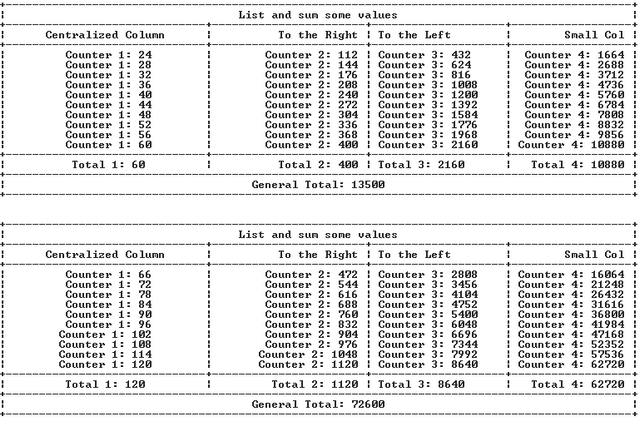 List and sum some values
Centralized Column ¦ To the Right ¦ To the Left ¦ Small Col
Counter 1: 24 ¦ Counter 2: 112 ¦ Counter 3: 432 ¦ Counter 4: 1664
Counter 1: 28 ¦ Counter 2: 144 ¦ Counter 3: 624 ¦ Counter 4: 2688
Counter 1: 32 ¦ Counter 2: 176 ¦ Counter 3: 816 ¦ Counter 4: 3712
Counter 1: 36 ¦ Counter 2: 208 ¦ Counter 3: 1008 ¦ Counter 4: 4736
Counter 1: 40 ¦ Counter 2: 240 ¦ Counter 3: 1200 ¦ Counter 4: 5760
Counter 1: 44 ¦ Counter 2: 272 ¦ Counter 3: 1392 ¦ Counter 4: 6784
Counter 1: 48 ¦ Counter 2: 304 ¦ Counter 3: 1584 ¦ Counter 4: 7808
Counter 1: 52 ¦ Counter 2: 336 ¦ Counter 3: 1776 ¦ Counter 4: 8832
Counter 1: 56 ¦ Counter 2: 368 ¦ Counter 3: 1968 ¦ Counter 4: 9856
Counter 1: 60 ¦ Counter 2: 400 ¦ Counter 3: 2160 ¦ Counter 4: 10880
Total 1: 60 ¦ Total 2: 400 ¦ Total 3: 2160 ¦ Total 4: 10880
General Total: 13500
List and sum some values
Centralized Column ¦ To the Right ¦ To the Left ¦ Small Col
Counter 1: 66 ¦ Counter 2: 472 ¦ Counter 3: 2808 ¦ Counter 4: 16064
Counter 1: 72 ¦ Counter 2: 544 ¦ Counter 3: 3456 ¦ Counter 4: 21248
Counter 1: 78 ¦ Counter 2: 616 ¦ Counter 3: 4104 ¦ Counter 4: 26432
Counter 1: 84 ¦ Counter 2: 688 ¦ Counter 3: 4752 ¦ Counter 4: 31616
Counter 1: 90 ¦ Counter 2: 760 ¦ Counter 3: 5400 ¦ Counter 4: 36800
Counter 1: 96 ¦ Counter 2: 832 ¦ Counter 3: 6048 ¦ Counter 4: 41984
Counter 1: 102 ¦ Counter 2: 904 ¦ Counter 3: 6696 ¦ Counter 4: 47168
Counter 1: 108 ¦ Counter 2: 976 ¦ Counter 3: 7344 ¦ Counter 4: 52352
Counter 1: 114 ¦ Counter 2: 1048 ¦ Counter 3: 7992 ¦ Counter 4: 57536
Counter 1: 120 ¦ Counter 2: 1120 ¦ Counter 3: 8640 ¦ Counter 4: 62720
Total 1: 120 ¦ Total 2: 1120 ¦ Total 3: 8640 ¦ Total 4: 62720
General Total: 72600